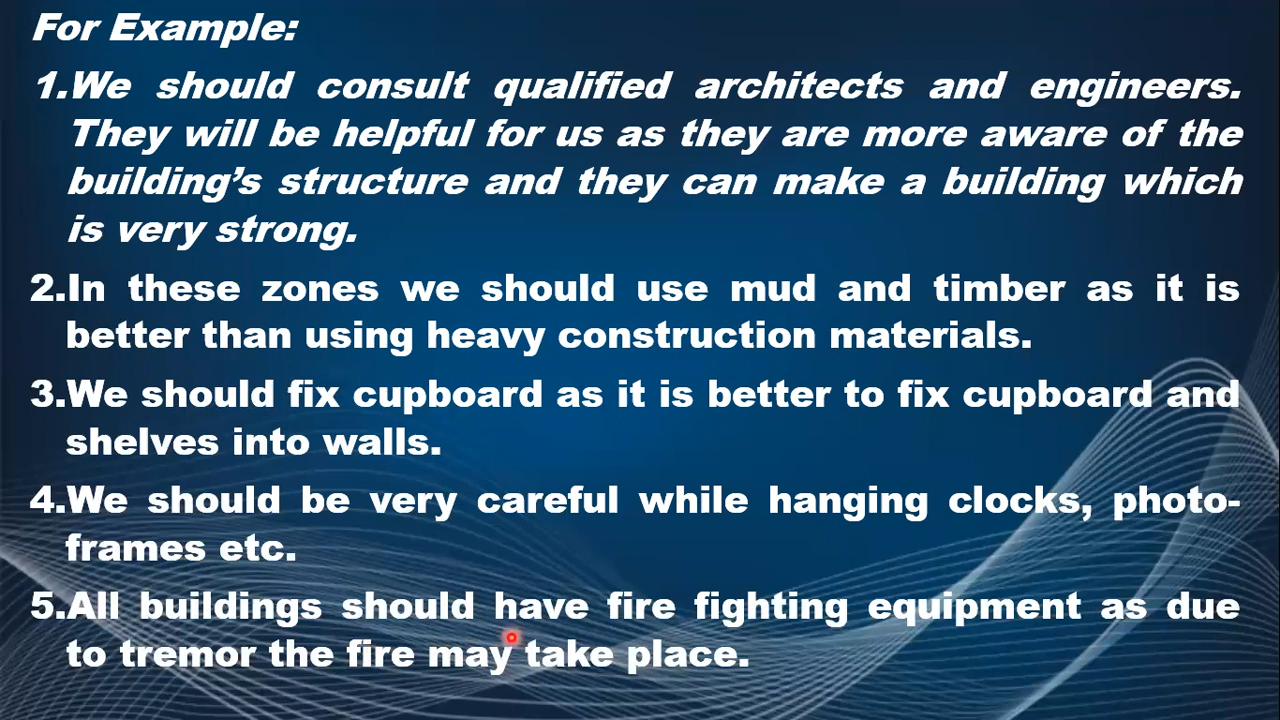 For Example:
1.We should consult qualified architects and engineers.
They will be helpful for us as they are more aware of the
building’s structure and they can make a building which
is very strong.
2.In these zones we should use mud and timber as it is
better than using heavy construction materials.
3.We should fix cupboard as it is better to fix cupboard and
shelves into walls.
4.We should be very careful while hanging clocks, photo-
frames etc.
5.All buildings should have fire fighting equipment as due
to tremor the fire may take place.